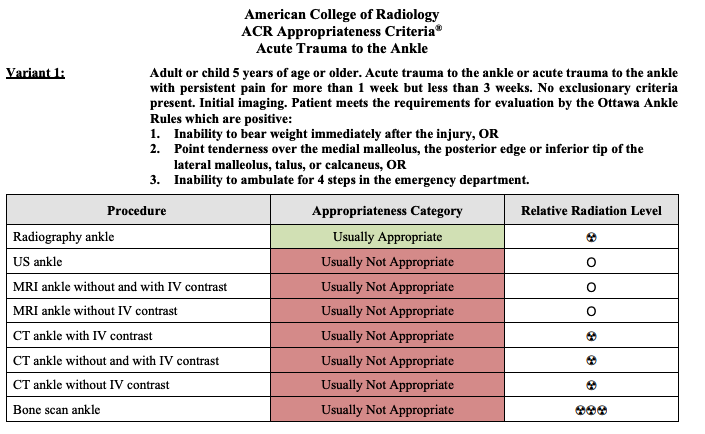 American College of Radiology
ACR Appropriateness Criteria®
Acute Trauma to the Ankle
Variant 1: Adult or child 5 years of age or older. Acute trauma to the ankle or acute trauma to the ankle
with persistent pain for more than 1 week but less than 3 weeks. No exclusionary criteria
present. Initial imaging. Patient meets the requirements for evaluation by the Ottawa Ankle
Rules which are positive:
1. Inability to bear weight immediately after the injury, OR
2. Point tenderness over the medial malleolus, the posterior edge or inferior tip of the
lateral malleolus, talus, or calcaneus, OR
3. Inability to ambulate for 4 steps in the emergency department.
Procedure Appropriateness Category Relative Radiation Level
Radiography ankle Usually Appropriate ☢
US ankle Usually Not Appropriate O
MRI ankle without and with IV contrast Usually Not Appropriate O
MRI ankle without IV contrast Usually Not Appropriate O
CT ankle with IV contrast Usually Not Appropriate ☢
CT ankle without and with IV contrast Usually Not Appropriate ☢
CT ankle without IV contrast Usually Not Appropriate ☢
Bone scan ankle Usually Not Appropriate ☢☢☢